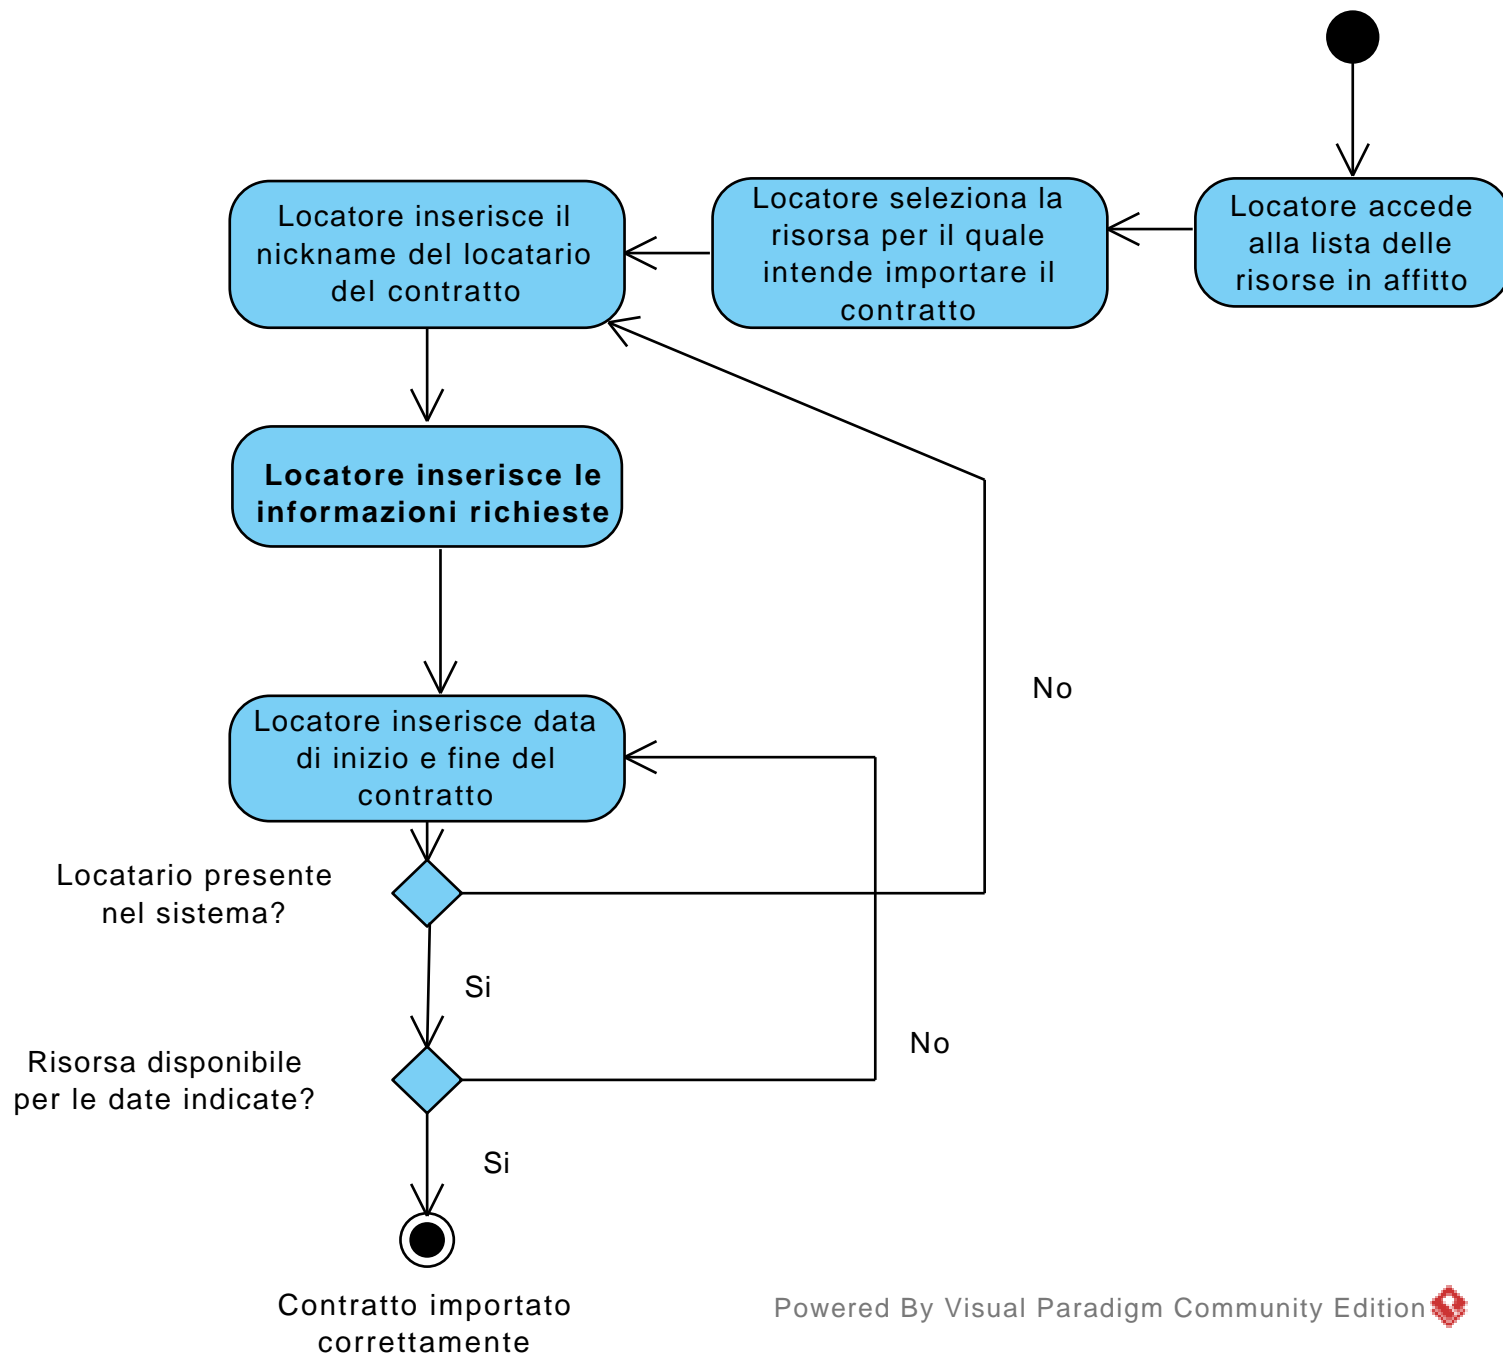 Locatore inserisce il
nickname del locatario
del contratto
Locatore seleziona la
risorsa per il quale
intende importare il
contratto
Locatore accede
alla lista delle
risorse in affitto
Locatore inserisce le
informazioni richieste
No
Locatore inserisce data
di inizio e fine del
contratto
Locatario presente
nel sistema?
Si
No
Risorsa disponibile
per le date indicate?
Si
Contratto importato
correttamente
Powered By Visual Paradigm Community Edition